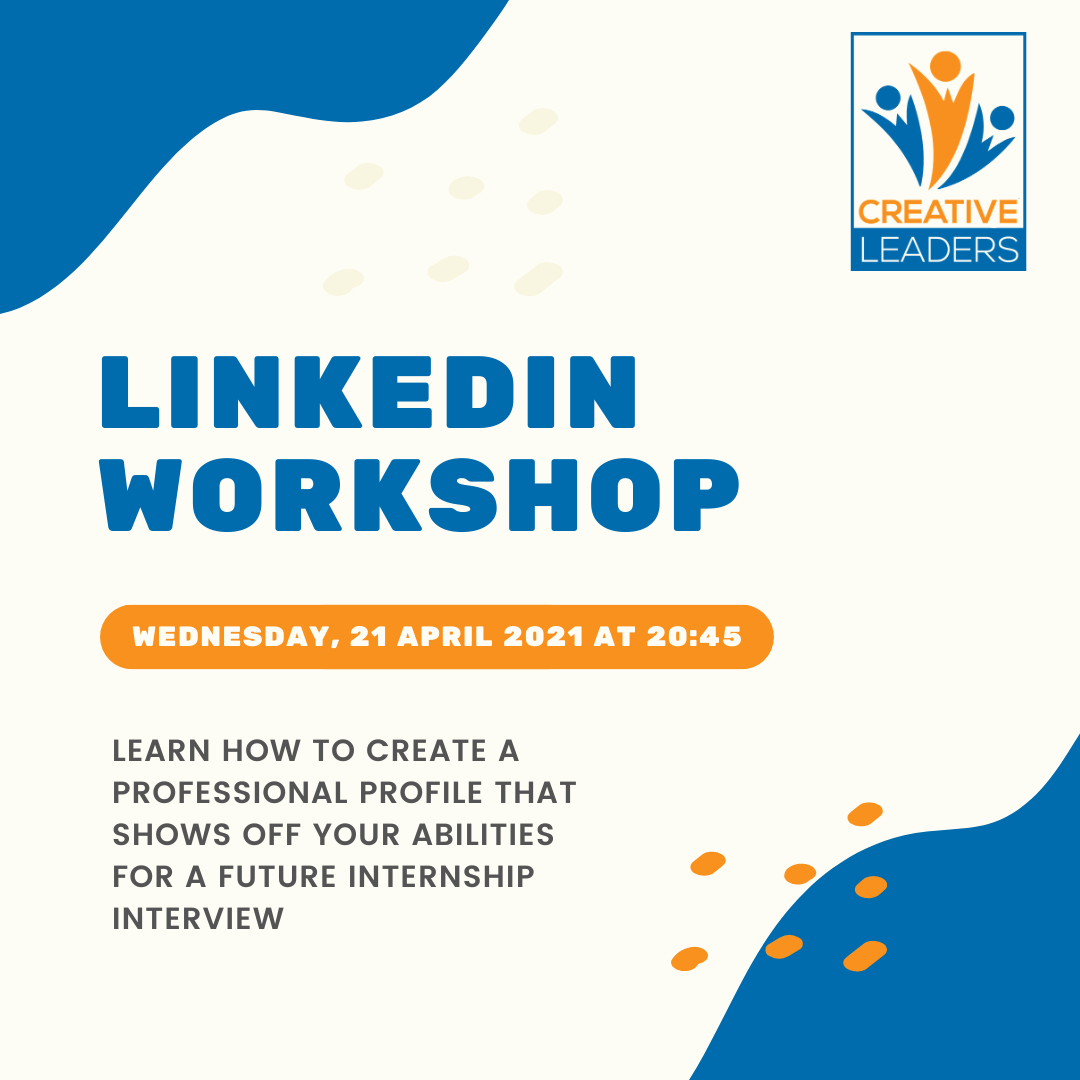 CREATIVE
LEADERS
LINKEDIN
WORKSHOP
WEDNESDAY, 21 APRIL 2021 AT 20:45
LEARN HOW TO CREATE A
PROFESSIONAL PROFILE THAT
SHOWS OFF YOUR ABILITIES
FOR A FUTURE INTERNSHIP
INTERVIEW